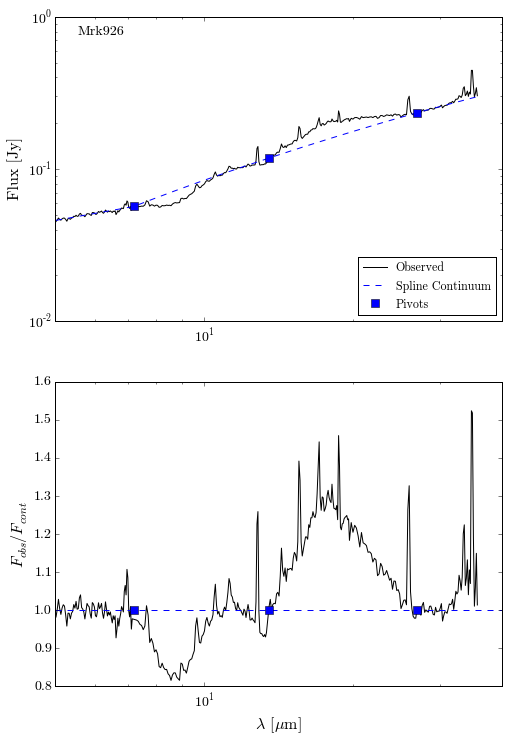 10^0
Mrk926
Flux [Jy]
10^-1
Observed
Spline Continuum
Pivots
10^-2
10^1
1.6
1.5
1.4
1.3
F_obs/F_cont
1.2
1.1
1.0
0.9
0.8
10^1
λ [μm]